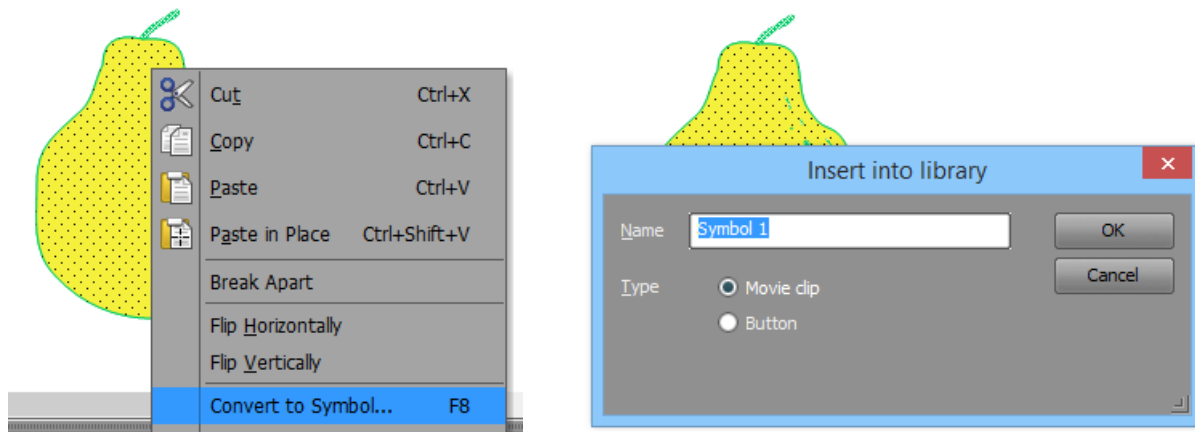 Cut Ctrl+X
Copy Ctrl+C
Paste Ctrl+V
Paste in Place Ctrl+Shift+V
Break Apart
Flip Horizontally
Flip Vertically
Convert to Symbol... F8
Insert into library
Name Symbol 1 OK
Cancel
Type Movie clip
Button